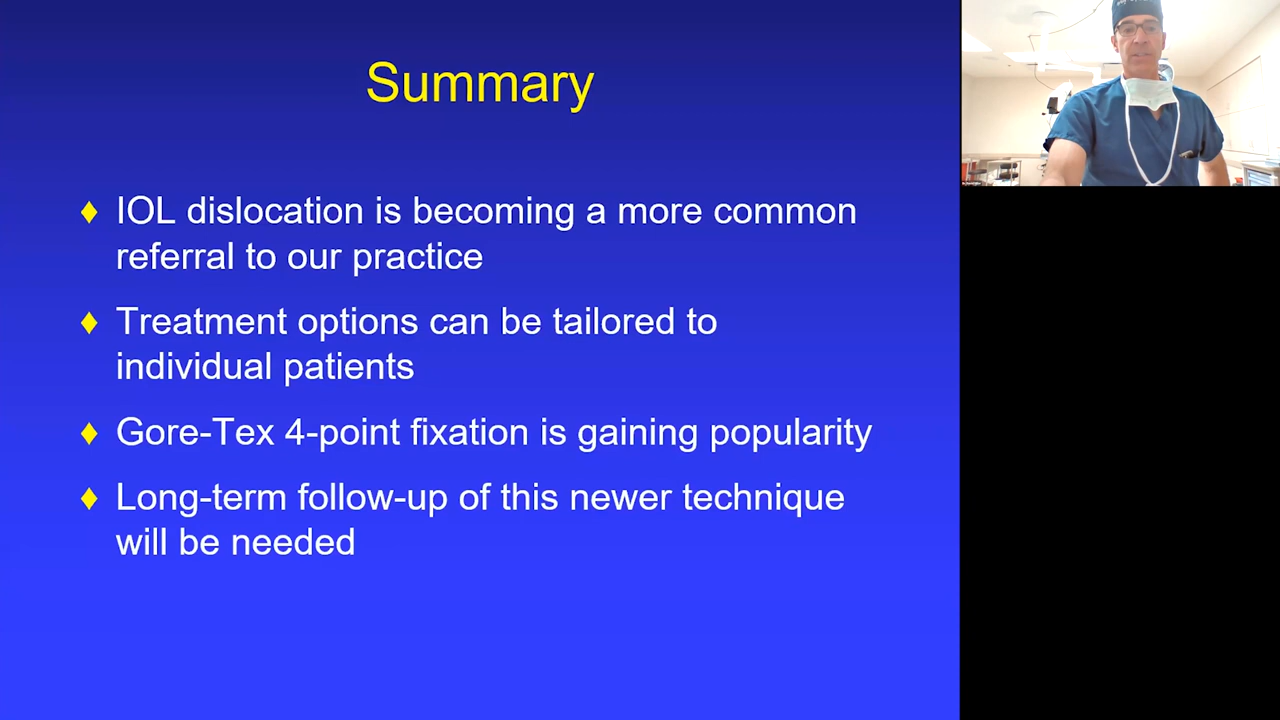 Summary
IOL dislocation is becoming a more common
referral to our practice
Treatment options can be tailored to
individual patients
Gore-Tex 4-point fixation is gaining popularity
Long-term follow-up of this newer technique
will be needed